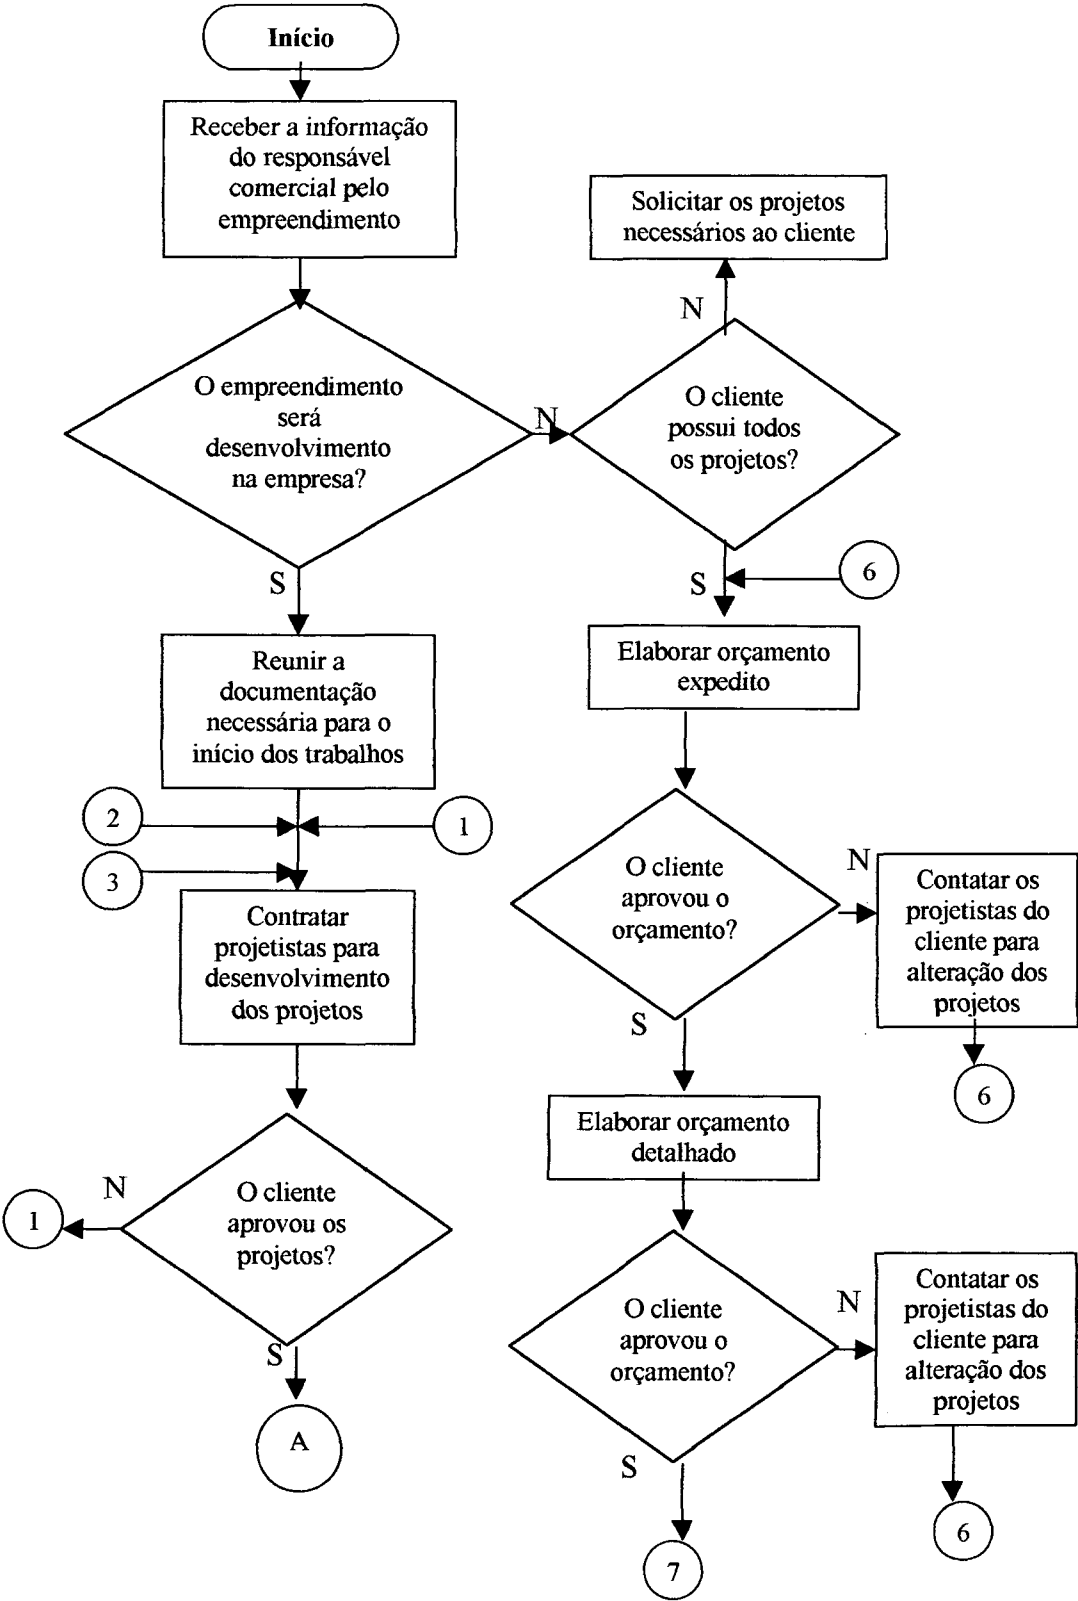 Início
Receber a informação
do responsável
comercial pelo
empreendimento
Solicitar os projetos
necessários ao cliente
N
O empreendimento
será
desenvolvimento
na empresa?
N
O cliente
possui todos
os projetos?
S
S
6
Reunir a
documentação
necessária para o
início dos trabalhos
Elaborar orçamento
expedito
2
1
3
Contratar
projetistas para
desenvolvimento
dos projetos
O cliente
aprovou o
orçamento?
N
Contatar os
projetistas do
cliente para
alteração dos
projetos
S
6
Elaborar orçamento
detalhado
N
1
O cliente
aprovou os
projetos?
S
A
O cliente
aprovou o
orçamento?
N
Contatar os
projetistas do
cliente para
alteração dos
projetos
S
6
7